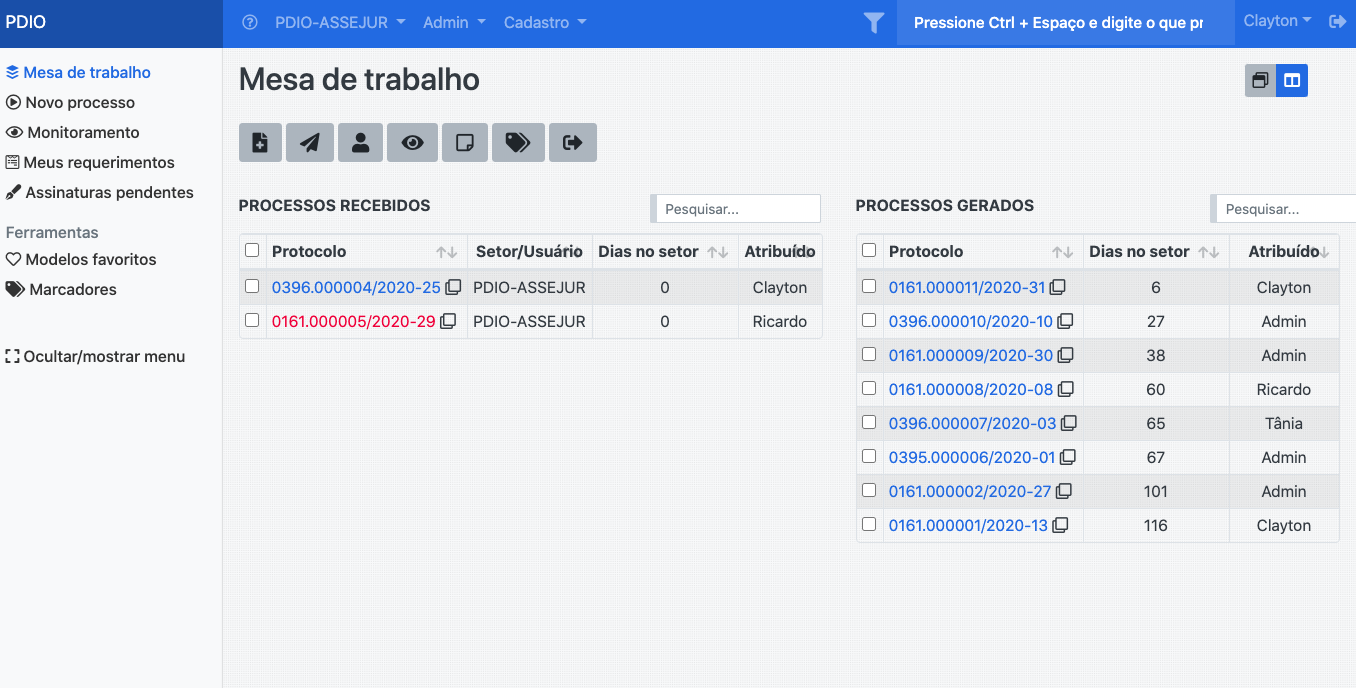 PDIO
PDIO-ASSEJUR Admin Cadastro Pressione Ctrl + Espaço e digite o que pr Clayton
Mesa de trabalho
Novo processo
Monitoramento
Meus requerimentos
Assinaturas pendentes
Ferramentas
Modelos favoritos
Marcadores
Ocultar/mostrar menu
Mesa de trabalho
PROCESSOS RECEBIDOS Pesquisar...
Protocolo Setor/Usuário Dias no setor Atribuído
0396.000004/2020-25 PDIO-ASSEJUR 0 Clayton
0161.000005/2020-29 PDIO-ASSEJUR 0 Ricardo
PROCESSOS GERADOS Pesquisar...
Protocolo Dias no setor Atribuído
0161.000011/2020-31 6 Clayton
0396.000010/2020-10 27 Admin
0161.000009/2020-30 38 Admin
0161.000008/2020-08 60 Ricardo
0396.000007/2020-03 65 Tânia
0395.000006/2020-01 67 Admin
0161.000002/2020-27 101 Admin
0161.000001/2020-13 116 Clayton